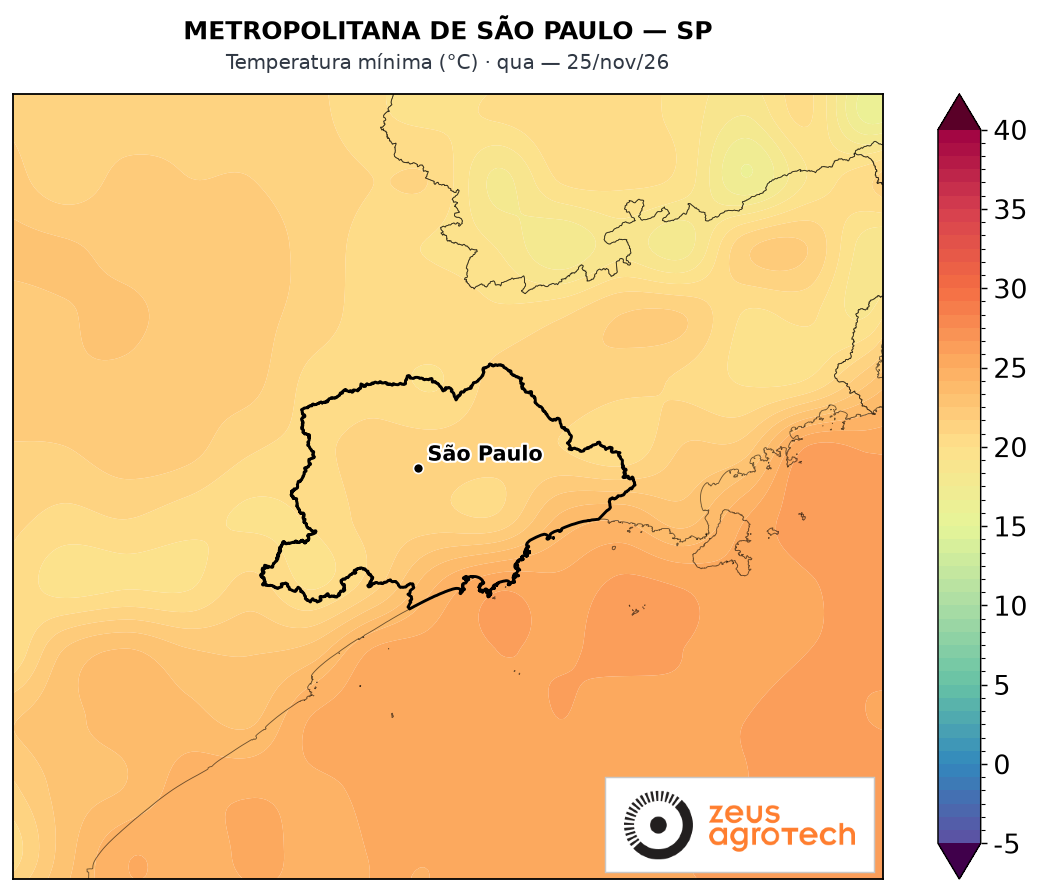 METROPOLITANA DE SÃO PAULO — SP
Temperatura mínima (°C) · qua — 25/nov/26
São Paulo
40
35
30
25
20
15
10
5
0
-5
zeus
agrotech